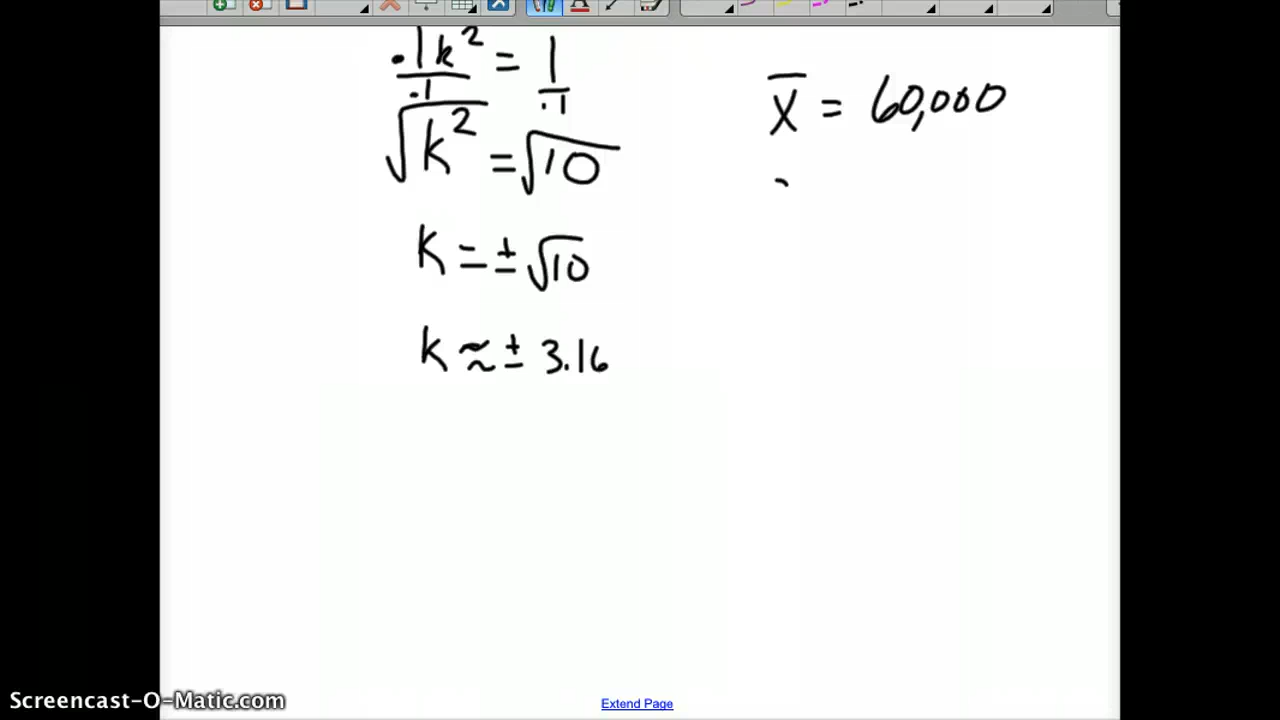 .1k² = 1
.1 .1
√k² = √10
k = ± √10
k ≈ ± 3.16
x̄ = 60,000
Extend Page
Screencast-O-Matic.com